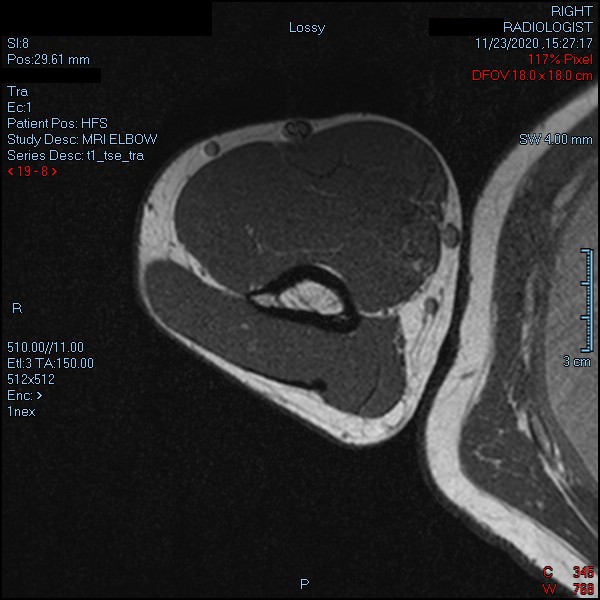 RIGHT
Lossy
RADIOLOGIST
SI:8
11/23/2020 ,15:27:17
Pos:29.61 mm
117% Pixel
DFOV 18.0 x 18.0 cm
Tra
Ec:1
Patient Pos: HFS
Study Desc: MRI ELBOW
SW 4.00 mm
Series Desc: t1_tse_tra
< 19 - 8 >
R
510.00//11.00
Etl:3 TA:150.00
3 cm
512x512
Enc: >
1nex
P
C 345
W 788